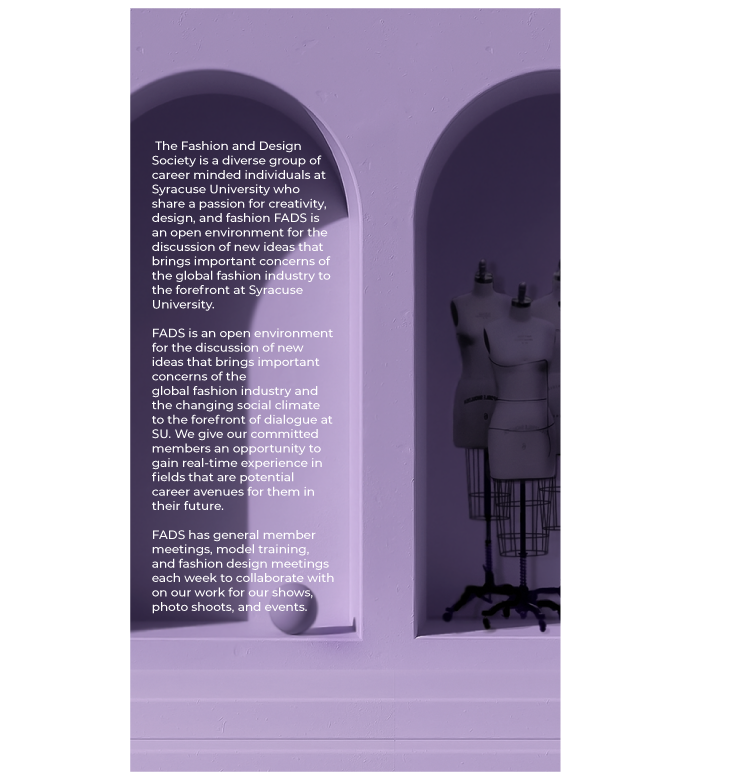 The Fashion and Design
Society is a diverse group of
career minded individuals at
Syracuse University who
share a passion for creativity,
design, and fashion FADS is
an open environment for the
discussion of new ideas that
brings important concerns of
the global fashion industry to
the forefront at Syracuse
University.
FADS is an open environment
for the discussion of new
ideas that brings important
concerns of the
global fashion industry and
the changing social climate
to the forefront of dialogue at
SU. We give our committed
members an opportunity to
gain real-time experience in
fields that are potential
career avenues for them in
their future.
FADS has general member
meetings, model training,
and fashion design meetings
each week to collaborate with
on our work for our shows,
photo shoots, and events.